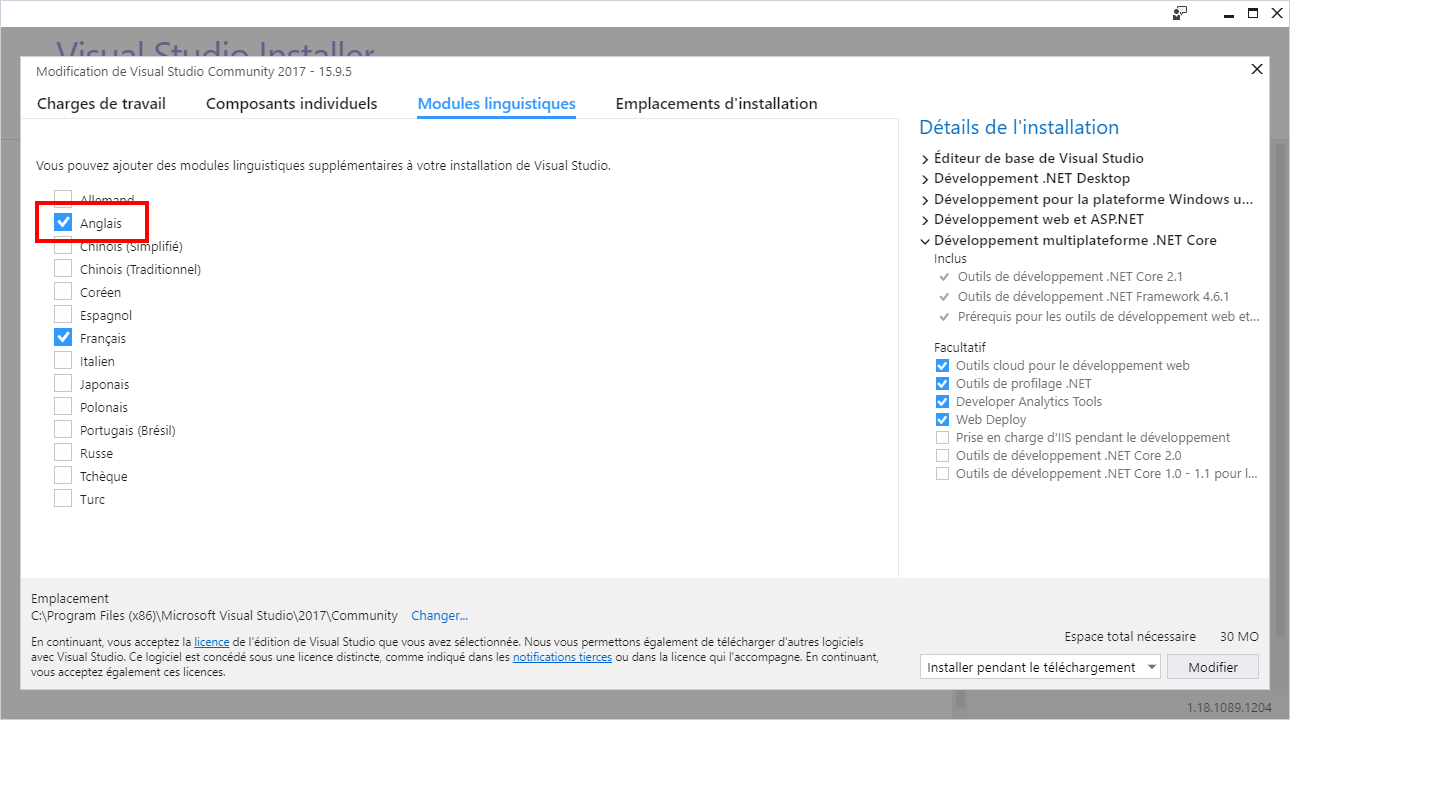 Visual Studio Installer
Modification de Visual Studio Community 2017 - 15.9.5
Charges de travail
Composants individuels
Modules linguistiques
Emplacements d'installation
Vous pouvez ajouter des modules linguistiques supplémentaires à votre installation de Visual Studio.
Allemand
Anglais
Chinois (Simplifié)
Chinois (Traditionnel)
Coréen
Espagnol
Français
Italien
Japonais
Polonais
Portugais (Brésil)
Russe
Tchèque
Turc
Détails de l'installation
Éditeur de base de Visual Studio
Développement .NET Desktop
Développement pour la plateforme Windows u...
Développement web et ASP.NET
Développement multiplateforme .NET Core
Inclus
Outils de développement .NET Core 2.1
Outils de développement .NET Framework 4.6.1
Prérequis pour les outils de développement web et...
Facultatif
Outils cloud pour le développement web
Outils de profilage .NET
Developer Analytics Tools
Web Deploy
Prise en charge d'IIS pendant le développement
Outils de développement .NET Core 2.0
Outils de développement .NET Core 1.0 - 1.1 pour l...
Emplacement
C:\Program Files (x86)\Microsoft Visual Studio\2017\Community Changer...
En continuant, vous acceptez la licence de l'édition de Visual Studio que vous avez sélectionnée. Nous vous permettons également de télécharger d'autres logiciels
avec Visual Studio. Ce logiciel est concédé sous une licence distincte, comme indiqué dans les notifications tierces ou dans la licence qui l'accompagne. En continuant,
vous acceptez également ces licences.
Espace total nécessaire 30 MO
Installer pendant le téléchargement
Modifier
1.18.1089.1204